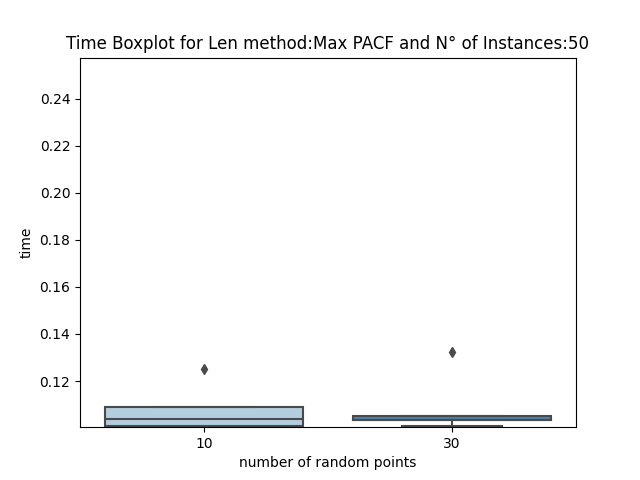 Time Boxplot for Len method:Max PACF and N° of Instances:50
0.24
0.22
0.20
0.18
0.16
0.14
0.12
time
10 30
number of random points